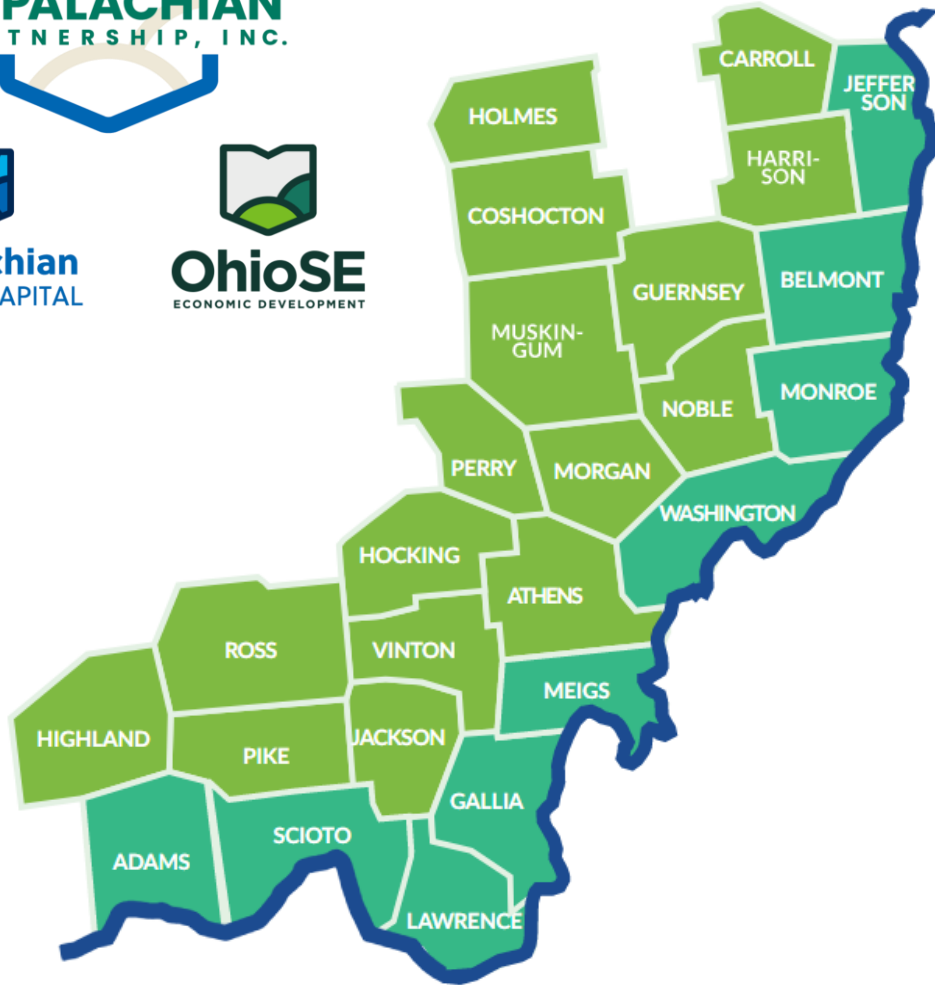 PALACHIAN
TNERSHIP, INC.
chian
APITAL
OhioSE
ECONOMIC DEVELOPMENT
CARROLL
JEFFER
SON
HOLMES
HARRI-
SON
COSHOCTON
GUERNSEY
BELMONT
MUSKIN-
GUM
MONROE
NOBLE
PERRY
MORGAN
WASHINGTON
HOCKING
ATHENS
ROSS
VINTON
MEIGS
HIGHLAND
PIKE
JACKSON
GALLIA
SCIOTO
ADAMS
LAWRENCE